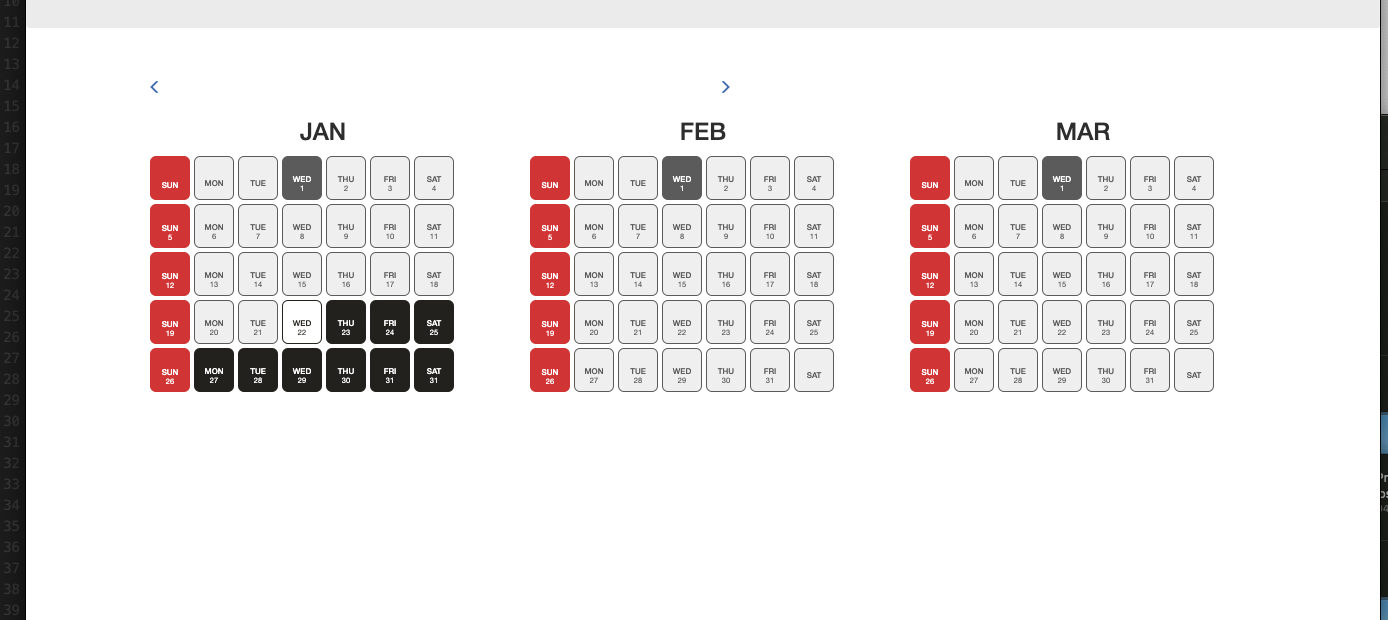 10
11
12
13
14
15
16
17
18
19
20
21
22
23
24
25
26
27
28
29
30
31
32
33
34
35
36
37
38
39
< >
JAN
SUN MON TUE WED THU FRI SAT
1 2 3 4
SUN MON TUE WED THU FRI SAT
5 6 7 8 9 10 11
SUN MON TUE WED THU FRI SAT
12 13 14 15 16 17 18
SUN MON TUE WED THU FRI SAT
19 20 21 22 23 24 25
SUN MON TUE WED THU FRI SAT
26 27 28 29 30 31 31
FEB
SUN MON TUE WED THU FRI SAT
1 2 3 4
SUN MON TUE WED THU FRI SAT
5 6 7 8 9 10 11
SUN MON TUE WED THU FRI SAT
12 13 14 15 16 17 18
SUN MON TUE WED THU FRI SAT
19 20 21 22 23 24 25
SUN MON TUE WED THU FRI SAT
26 27 28 29 30 31
MAR
SUN MON TUE WED THU FRI SAT
1 2 3 4
SUN MON TUE WED THU FRI SAT
5 6 7 8 9 10 11
SUN MON TUE WED THU FRI SAT
12 13 14 15 16 17 18
SUN MON TUE WED THU FRI SAT
19 20 21 22 23 24 25
SUN MON TUE WED THU FRI SAT
26 27 28 29 30 31